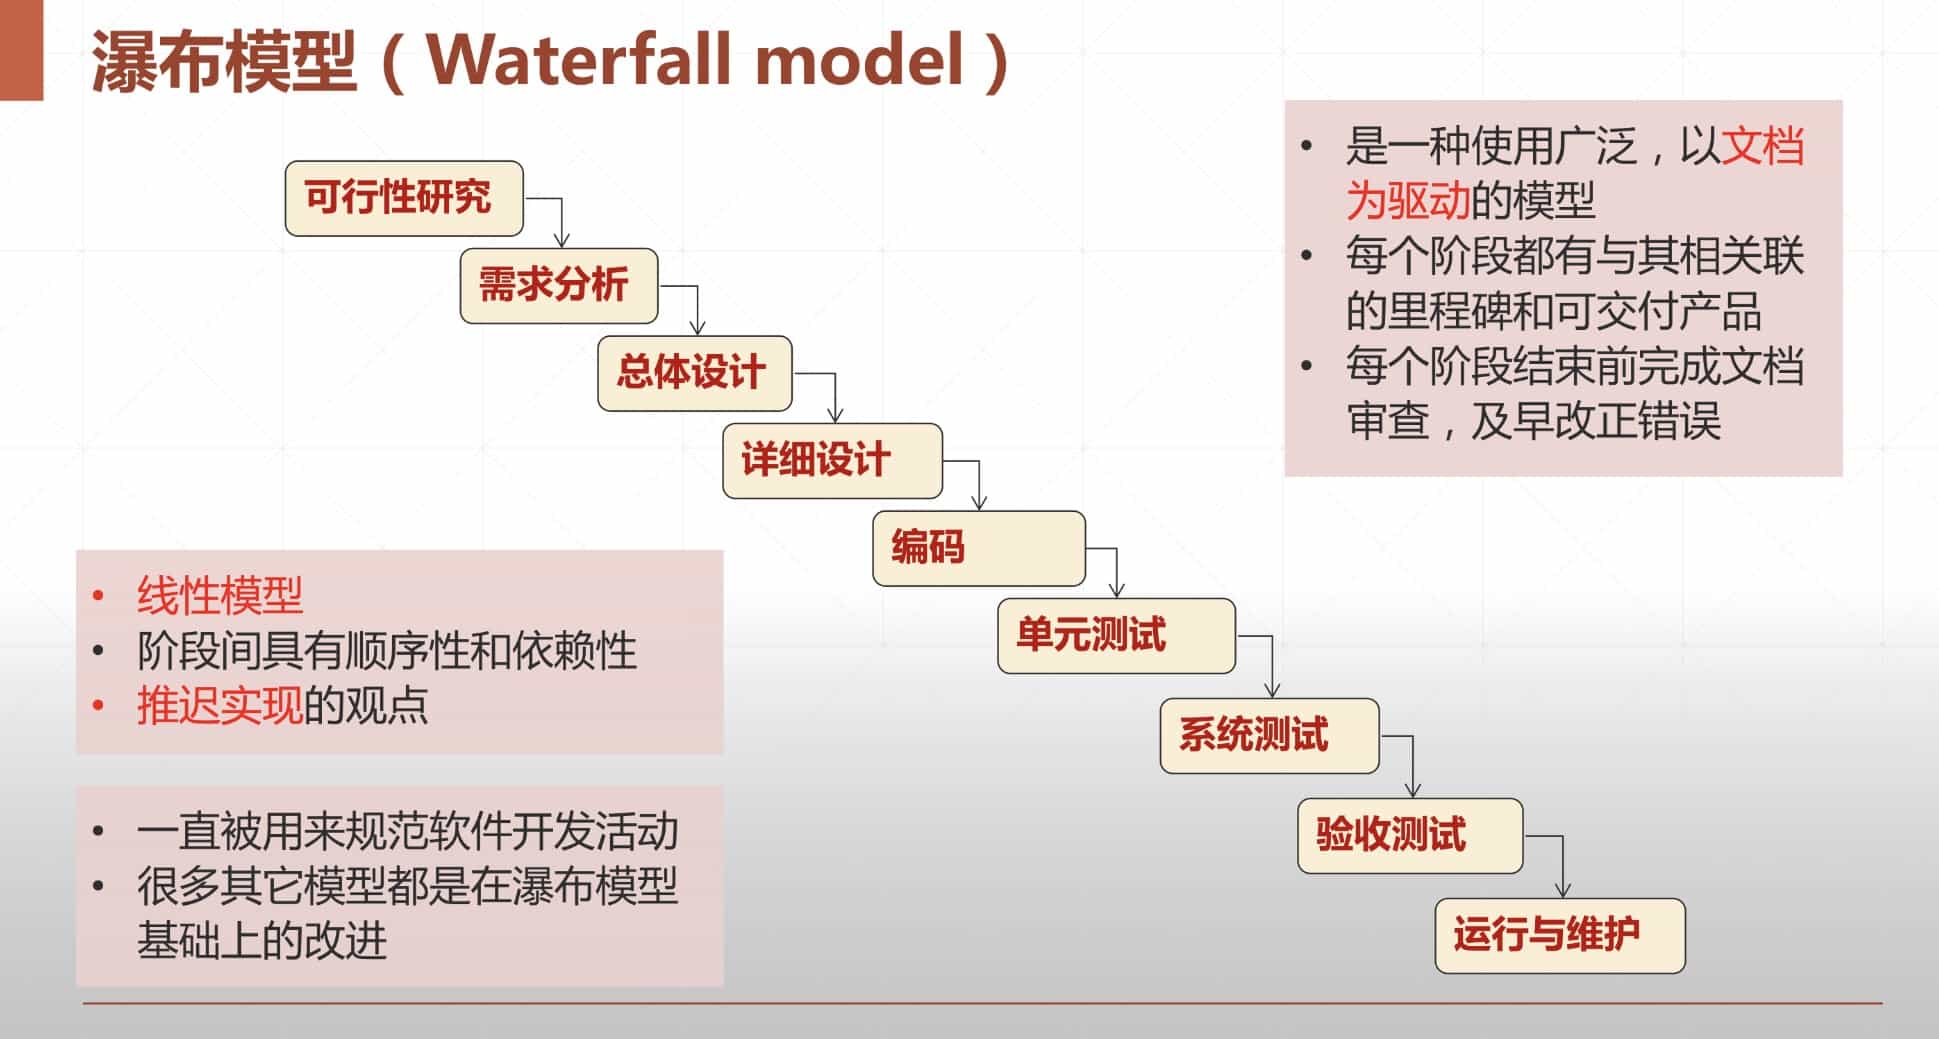 瀑布模型（Waterfall model）
可行性研究
需求分析
总体设计
详细设计
编码
单元测试
系统测试
验收测试
运行与维护
• 是一种使用广泛，以文档
为驱动的模型
• 每个阶段都有与其相关联
的里程碑和可交付产品
• 每个阶段结束前完成文档
审查，及早改正错误
• 线性模型
• 阶段间具有顺序性和依赖性
• 推迟实现的观点
• 一直被用来规范软件开发活动
• 很多其它模型都是在瀑布模型
基础上的改进